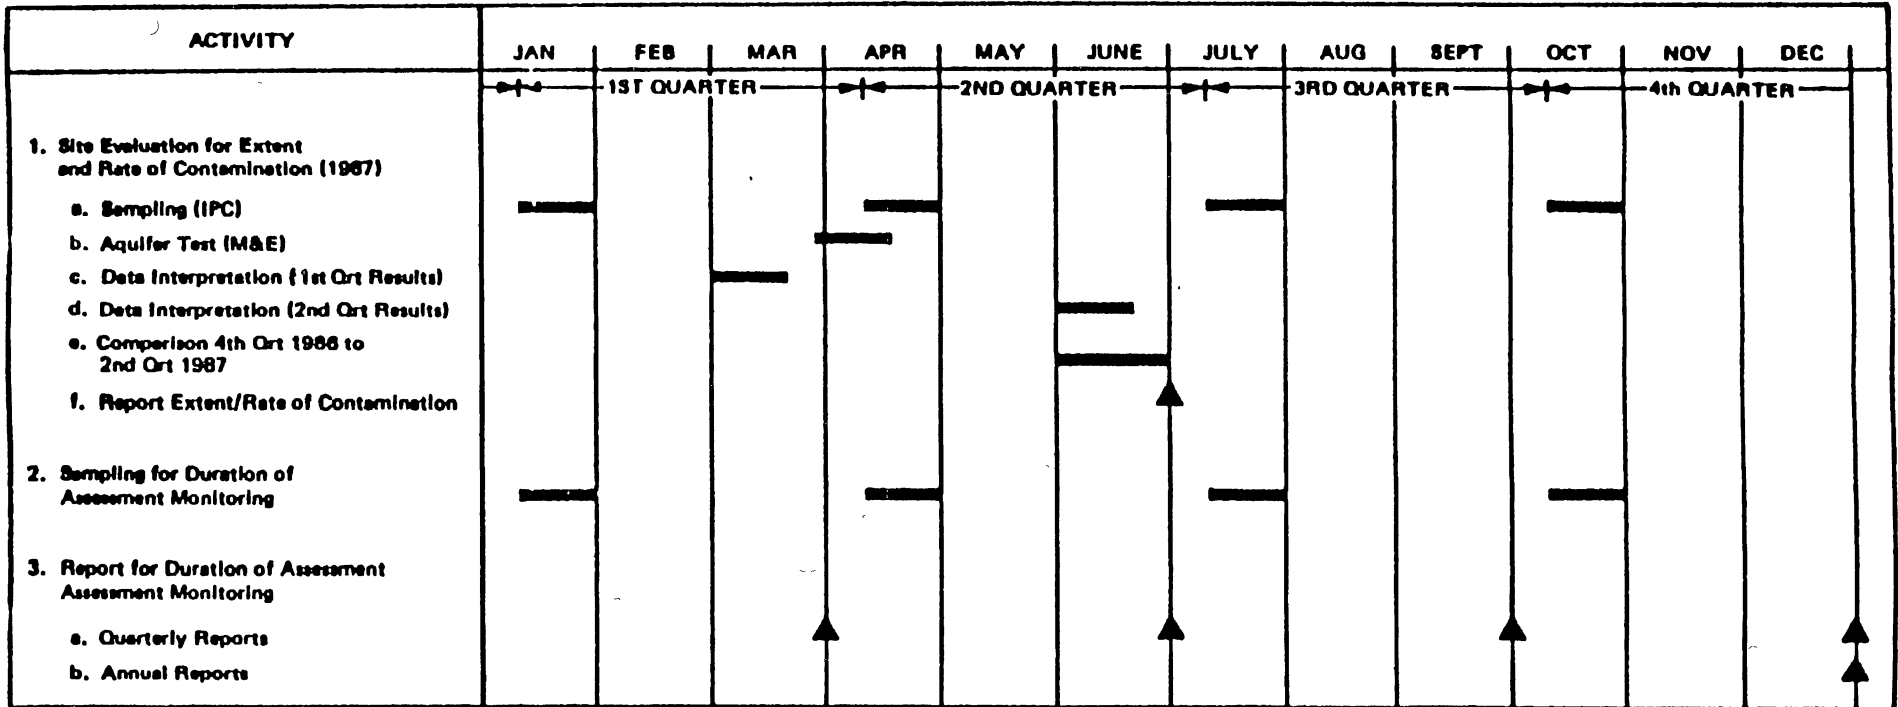 ACTIVITY
JAN FEB MAR APR MAY JUNE JULY AUG SEPT OCT NOV DEC
1ST QUARTER 2ND QUARTER 3RD QUARTER 4th QUARTER
1. Site Evaluation for Extent
and Rate of Contamination (1987)
a. Sampling (IPC)
b. Aquifer Test (M&E)
c. Data Interpretation (1st Qrt Results)
d. Data Interpretation (2nd Qrt Results)
e. Comparison 4th Qrt 1986 to
2nd Qrt 1987
f. Report Extent/Rate of Contamination
2. Sampling for Duration of
Assessment Monitoring
3. Report for Duration of Assessment
Assessment Monitoring
a. Quarterly Reports
b. Annual Reports